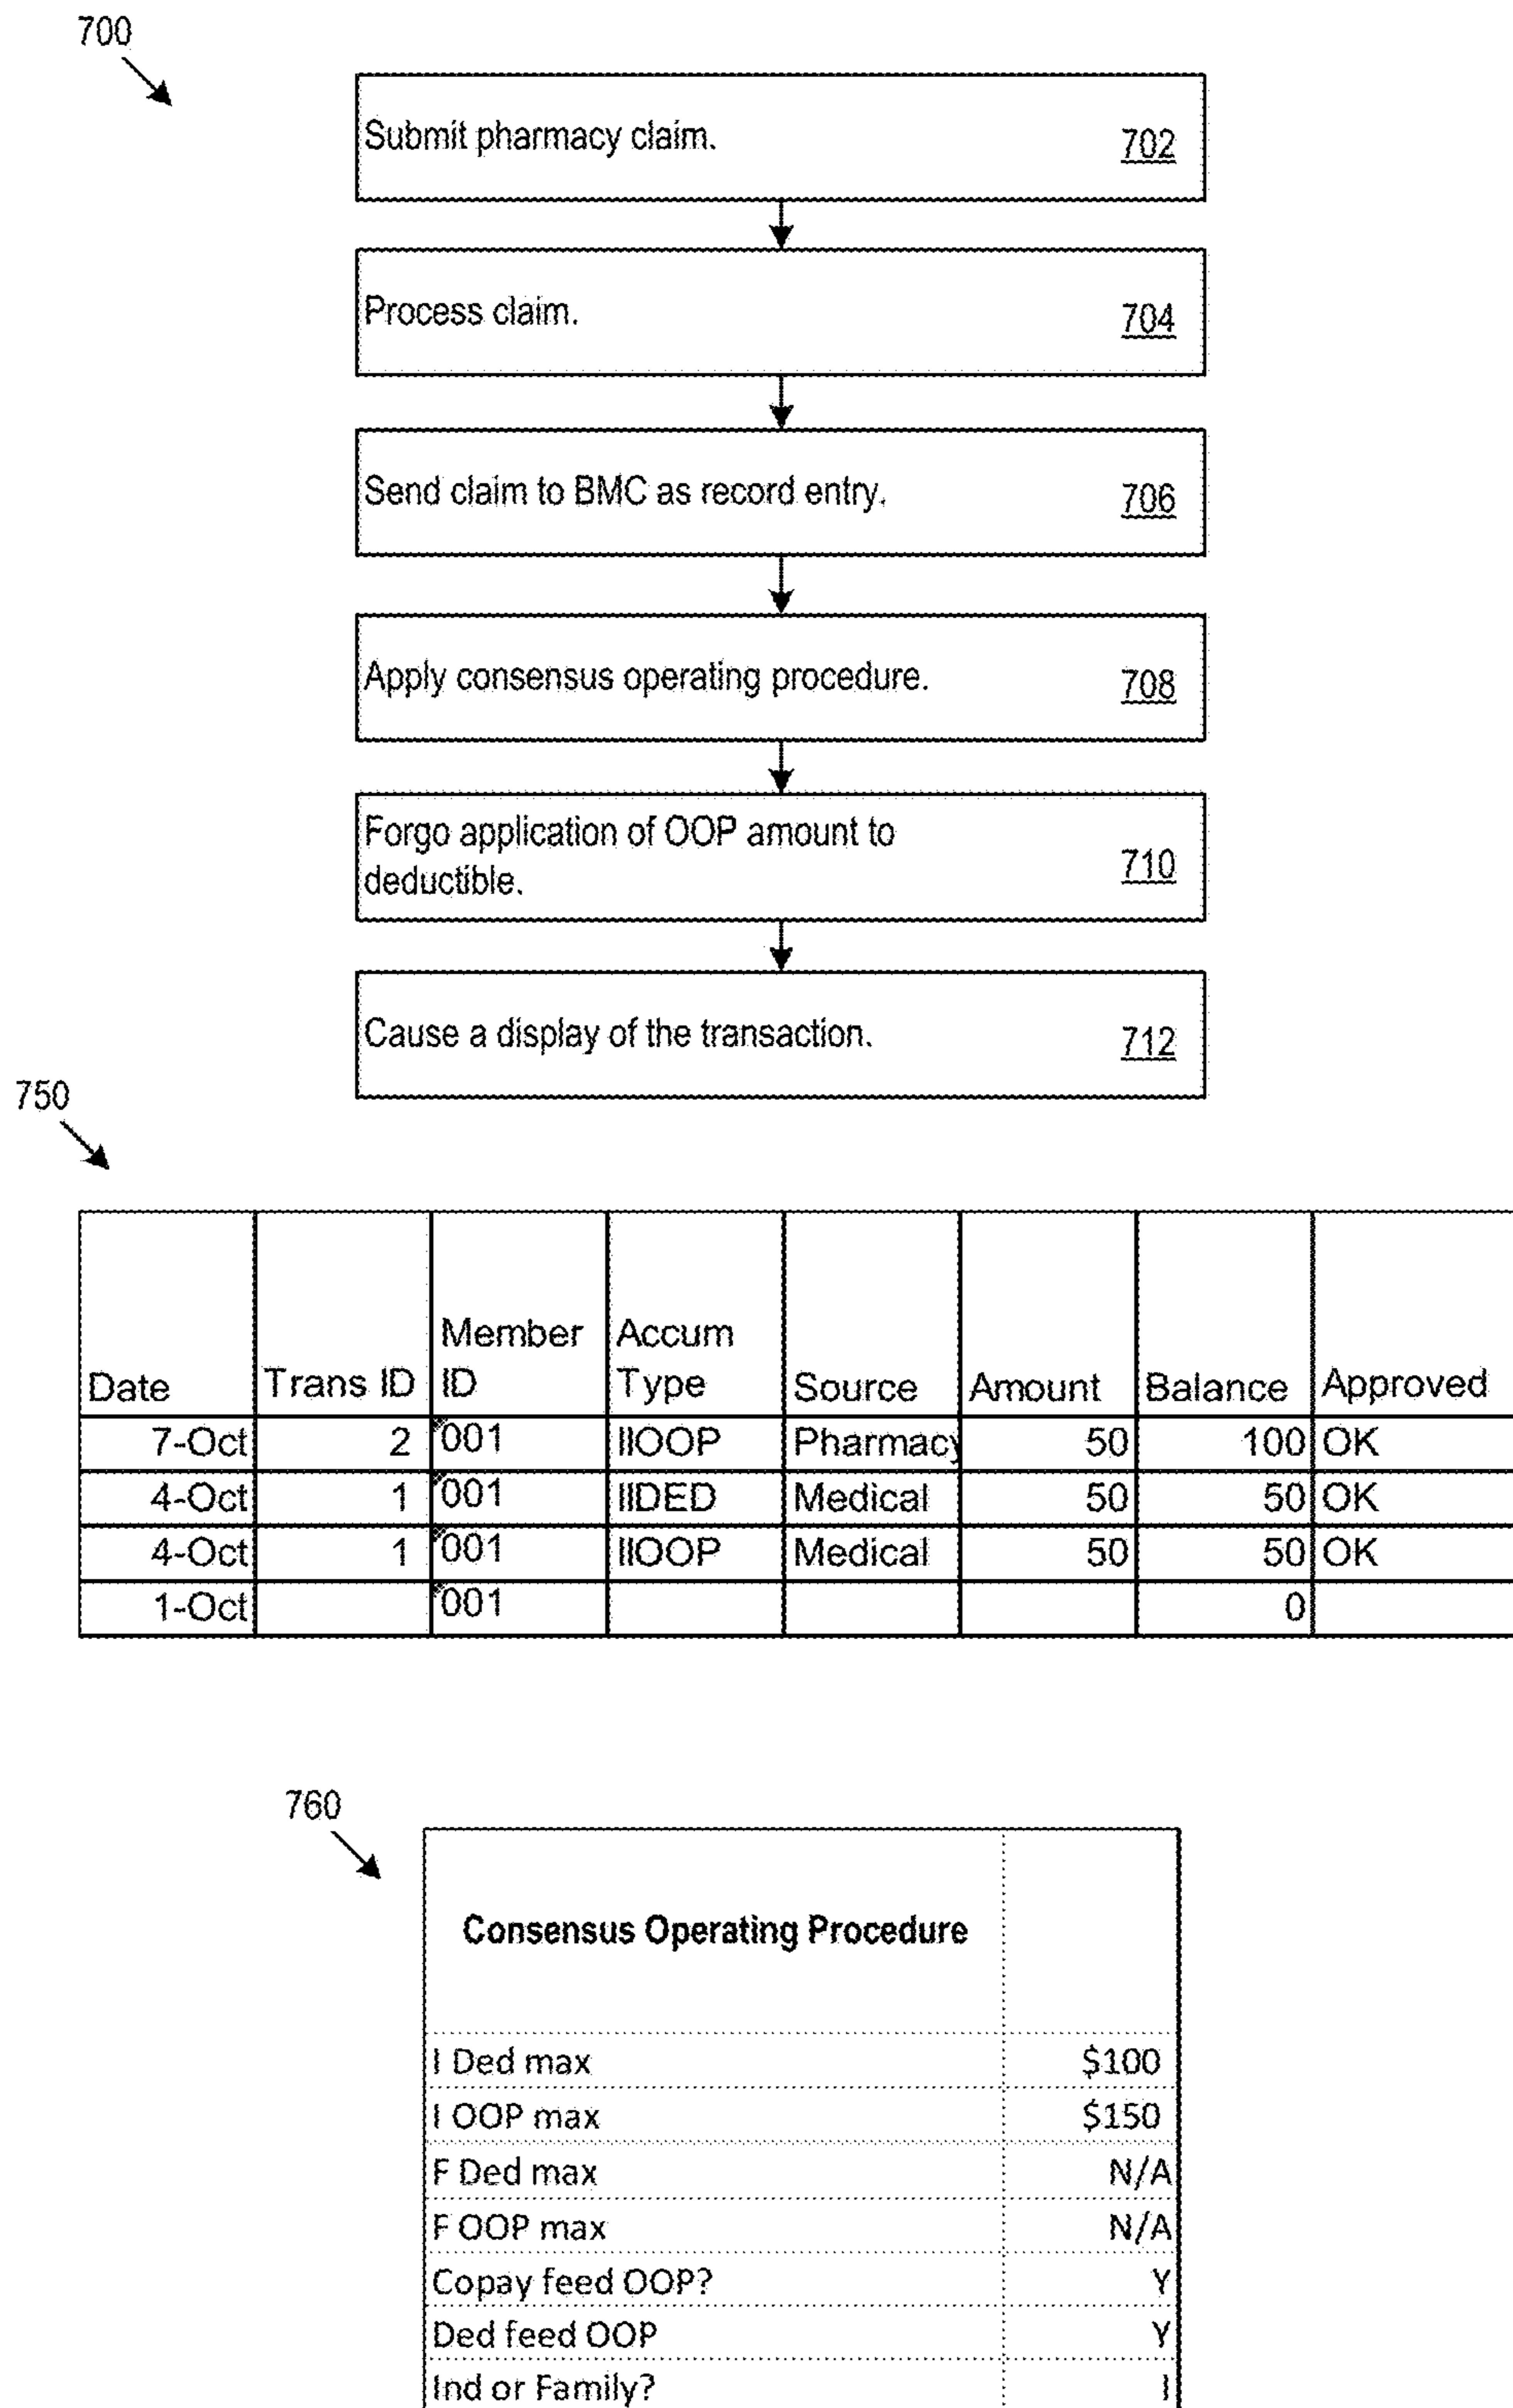 700
Submit pharmacy claim. 702
Process claim. 704
Send claim to BMC as record entry. 706
Apply consensus operating procedure. 708
Forgo application of OOP amount to
deductible. 710
Cause a display of the transaction. 712
750
Date Trans ID Member ID Accum Type Source Amount Balance Approved
7-Oct 2 001 IIOOP Pharmacy 50 100 OK
4-Oct 1 001 IIDED Medical 50 50 OK
4-Oct 1 001 IIOOP Medical 50 50 OK
1-Oct 001 0
760
Consensus Operating Procedure
I Ded max $100
I OOP max $150
F Ded max N/A
F OOP max N/A
Copay feed OOP? Y
Ded feed OOP Y
Ind or Family? I